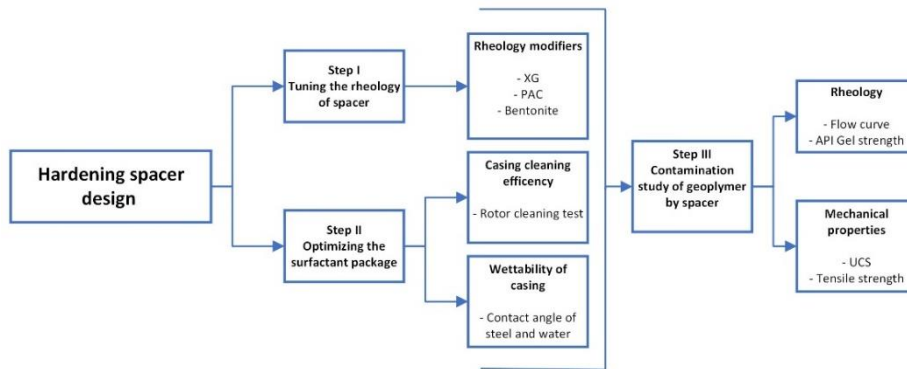 Hardening spacer
design
Step I
Tuning the rheology
of spacer
Step II
Optimizing the
surfactant package
Rheology modifiers
- XG
- PAC
- Bentonite
Casing cleaning
efficency
- Rotor cleaning test
Wettability of
casing
- Contact angle of
steel and water
Step III
Contamination
study of geoplymer
by spacer
Rheology
- Flow curve
- API Gel strength
Mechanical
properties
- UCS
- Tensile strength